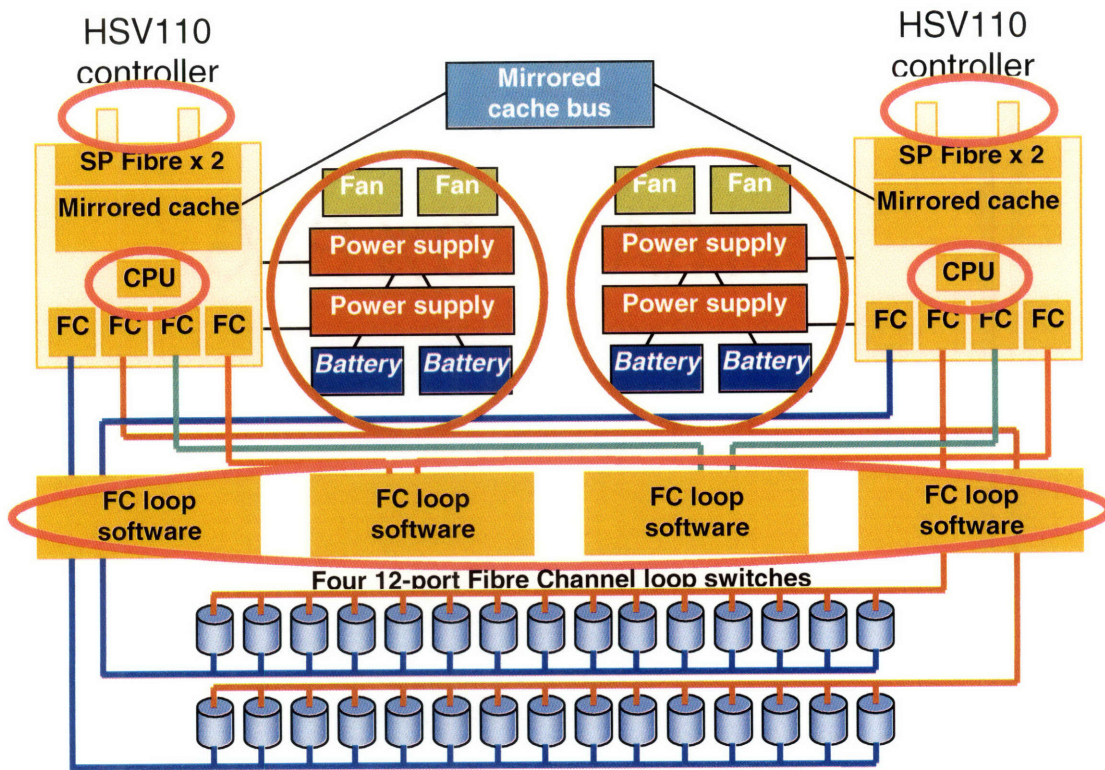 HSV110
controller
HSV110
controller
Mirrored
cache bus
SP Fibre x 2
Mirrored cache
CPU
FC FC FC FC
Fan Fan
Power supply
Power supply
Battery Battery
Fan Fan
Power supply
Power supply
Battery Battery
SP Fibre x 2
Mirrored cache
CPU
FC FC FC FC
FC loop
software
FC loop
software
FC loop
software
FC loop
software
Four 12-port Fibre Channel loop switches